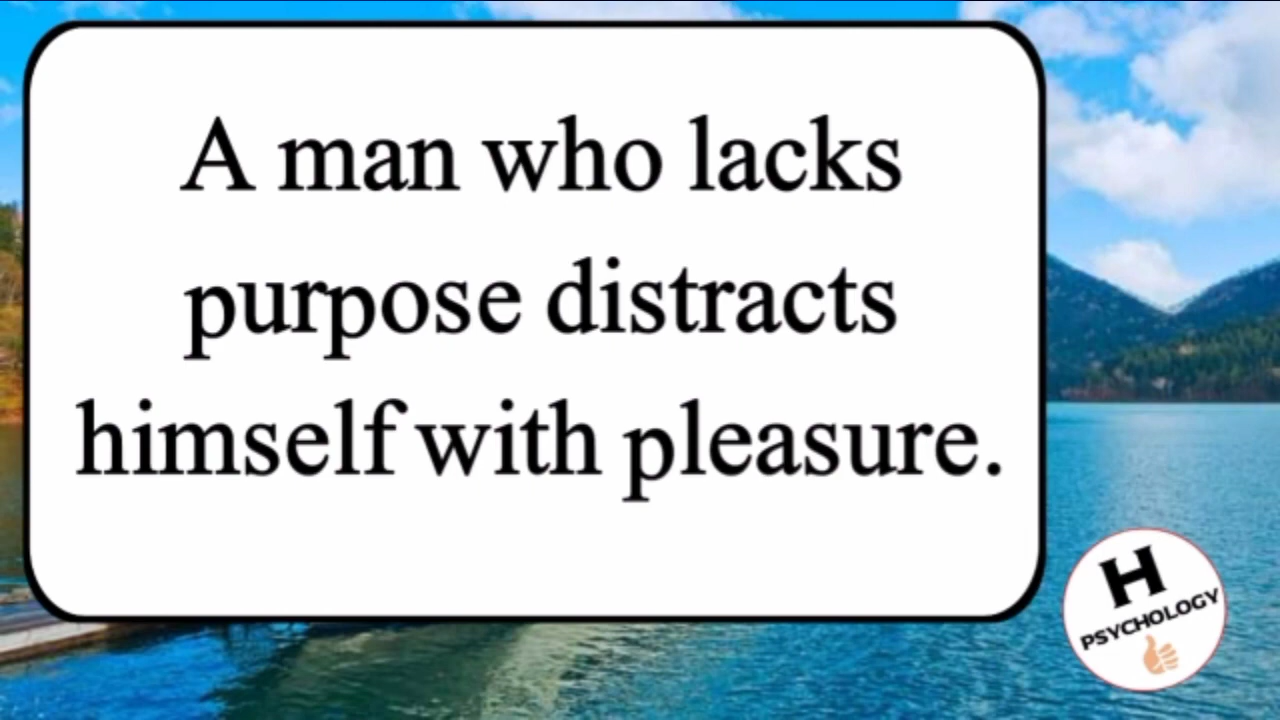 A man who lacks
purpose distracts
himself with pleasure.
H
PSYCHOLOGY